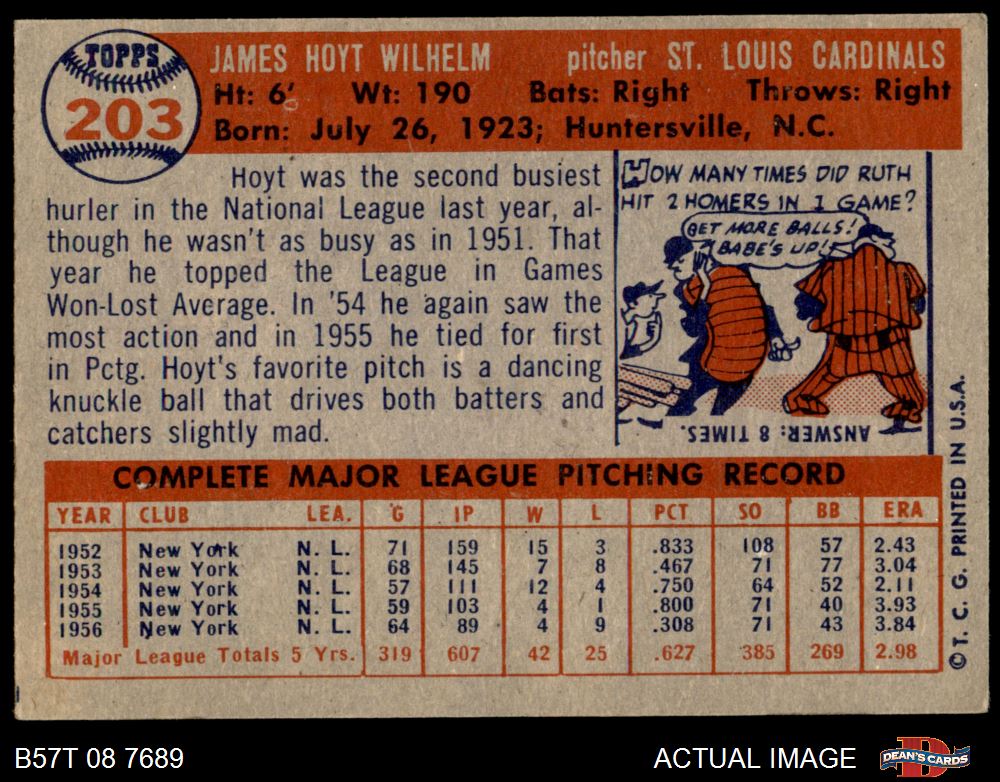 TOPPS
203
JAMES HOYT WILHELM pitcher ST. LOUIS CARDINALS
Ht: 6' Wt: 190 Bats: Right Throws: Right
Born: July 26, 1923; Huntersville, N.C.
Hoyt was the second busiest
hurler in the National League last year, al-
though he wasn't as busy as in 1951. That
year he topped the League in Games
Won-Lost Average. In '54 he again saw the
most action and in 1955 he tied for first
in Pctg. Hoyt's favorite pitch is a dancing
knuckle ball that drives both batters and
catchers slightly mad.
HOW MANY TIMES DID RUTH
HIT 2 HOMERS IN 1 GAME?
GET MORE BALLS!
BABE'S UP!
ANSWER: 8 TIMES.
COMPLETE MAJOR LEAGUE PITCHING RECORD
YEAR CLUB LEA. G IP W L PCT SO BB ERA
1952 New York N. L. 71 159 15 3 .833 108 57 2.43
1953 New York N. L. 68 145 7 8 .467 71 77 3.04
1954 New York N. L. 57 111 12 4 .750 64 52 2.11
1955 New York N. L. 59 103 4 1 .800 71 40 3.93
1956 New York N. L. 64 89 4 9 .308 71 43 3.84
Major League Totals 5 Yrs. 319 607 42 25 .627 385 269 2.98
© T. C. G. PRINTED IN U.S.A.
B57T 08 7689 ACTUAL IMAGE
DEAN'S CARDS